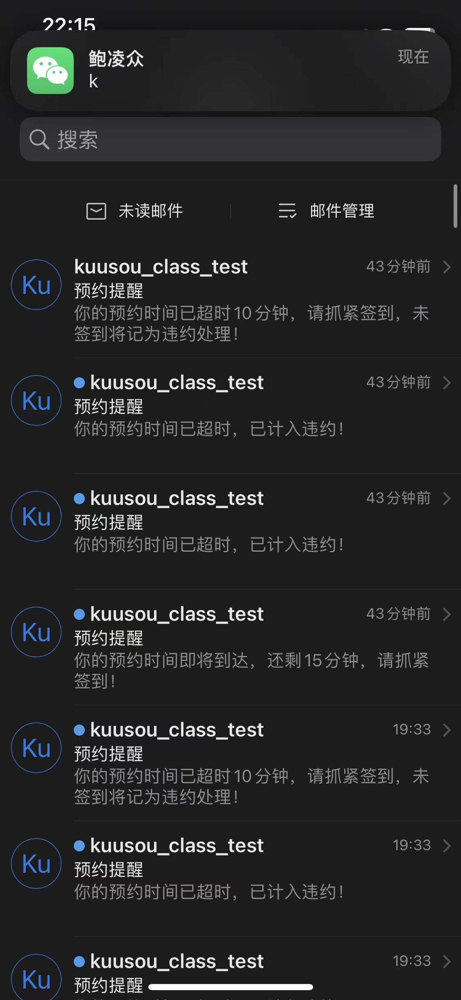 22:15
鲍凌众
现在
k
搜索
未读邮件
邮件管理
kuusou_class_test
43分钟前
Ku
预约提醒
你的预约时间已超时10分钟，请抓紧签到，未
签到将记为违约处理！
kuusou_class_test
43分钟前
Ku
预约提醒
你的预约时间已超时，已计入违约！
kuusou_class_test
43分钟前
Ku
预约提醒
你的预约时间已超时，已计入违约！
kuusou_class_test
43分钟前
Ku
预约提醒
你的预约时间即将到达，还剩15分钟，请抓紧
签到！
kuusou_class_test
19:33
Ku
预约提醒
你的预约时间已超时10分钟，请抓紧签到，未
签到将记为违约处理！
kuusou_class_test
19:33
Ku
预约提醒
你的预约时间已超时，已计入违约！
kuusou_class_test
19:33
Ku
预约提醒